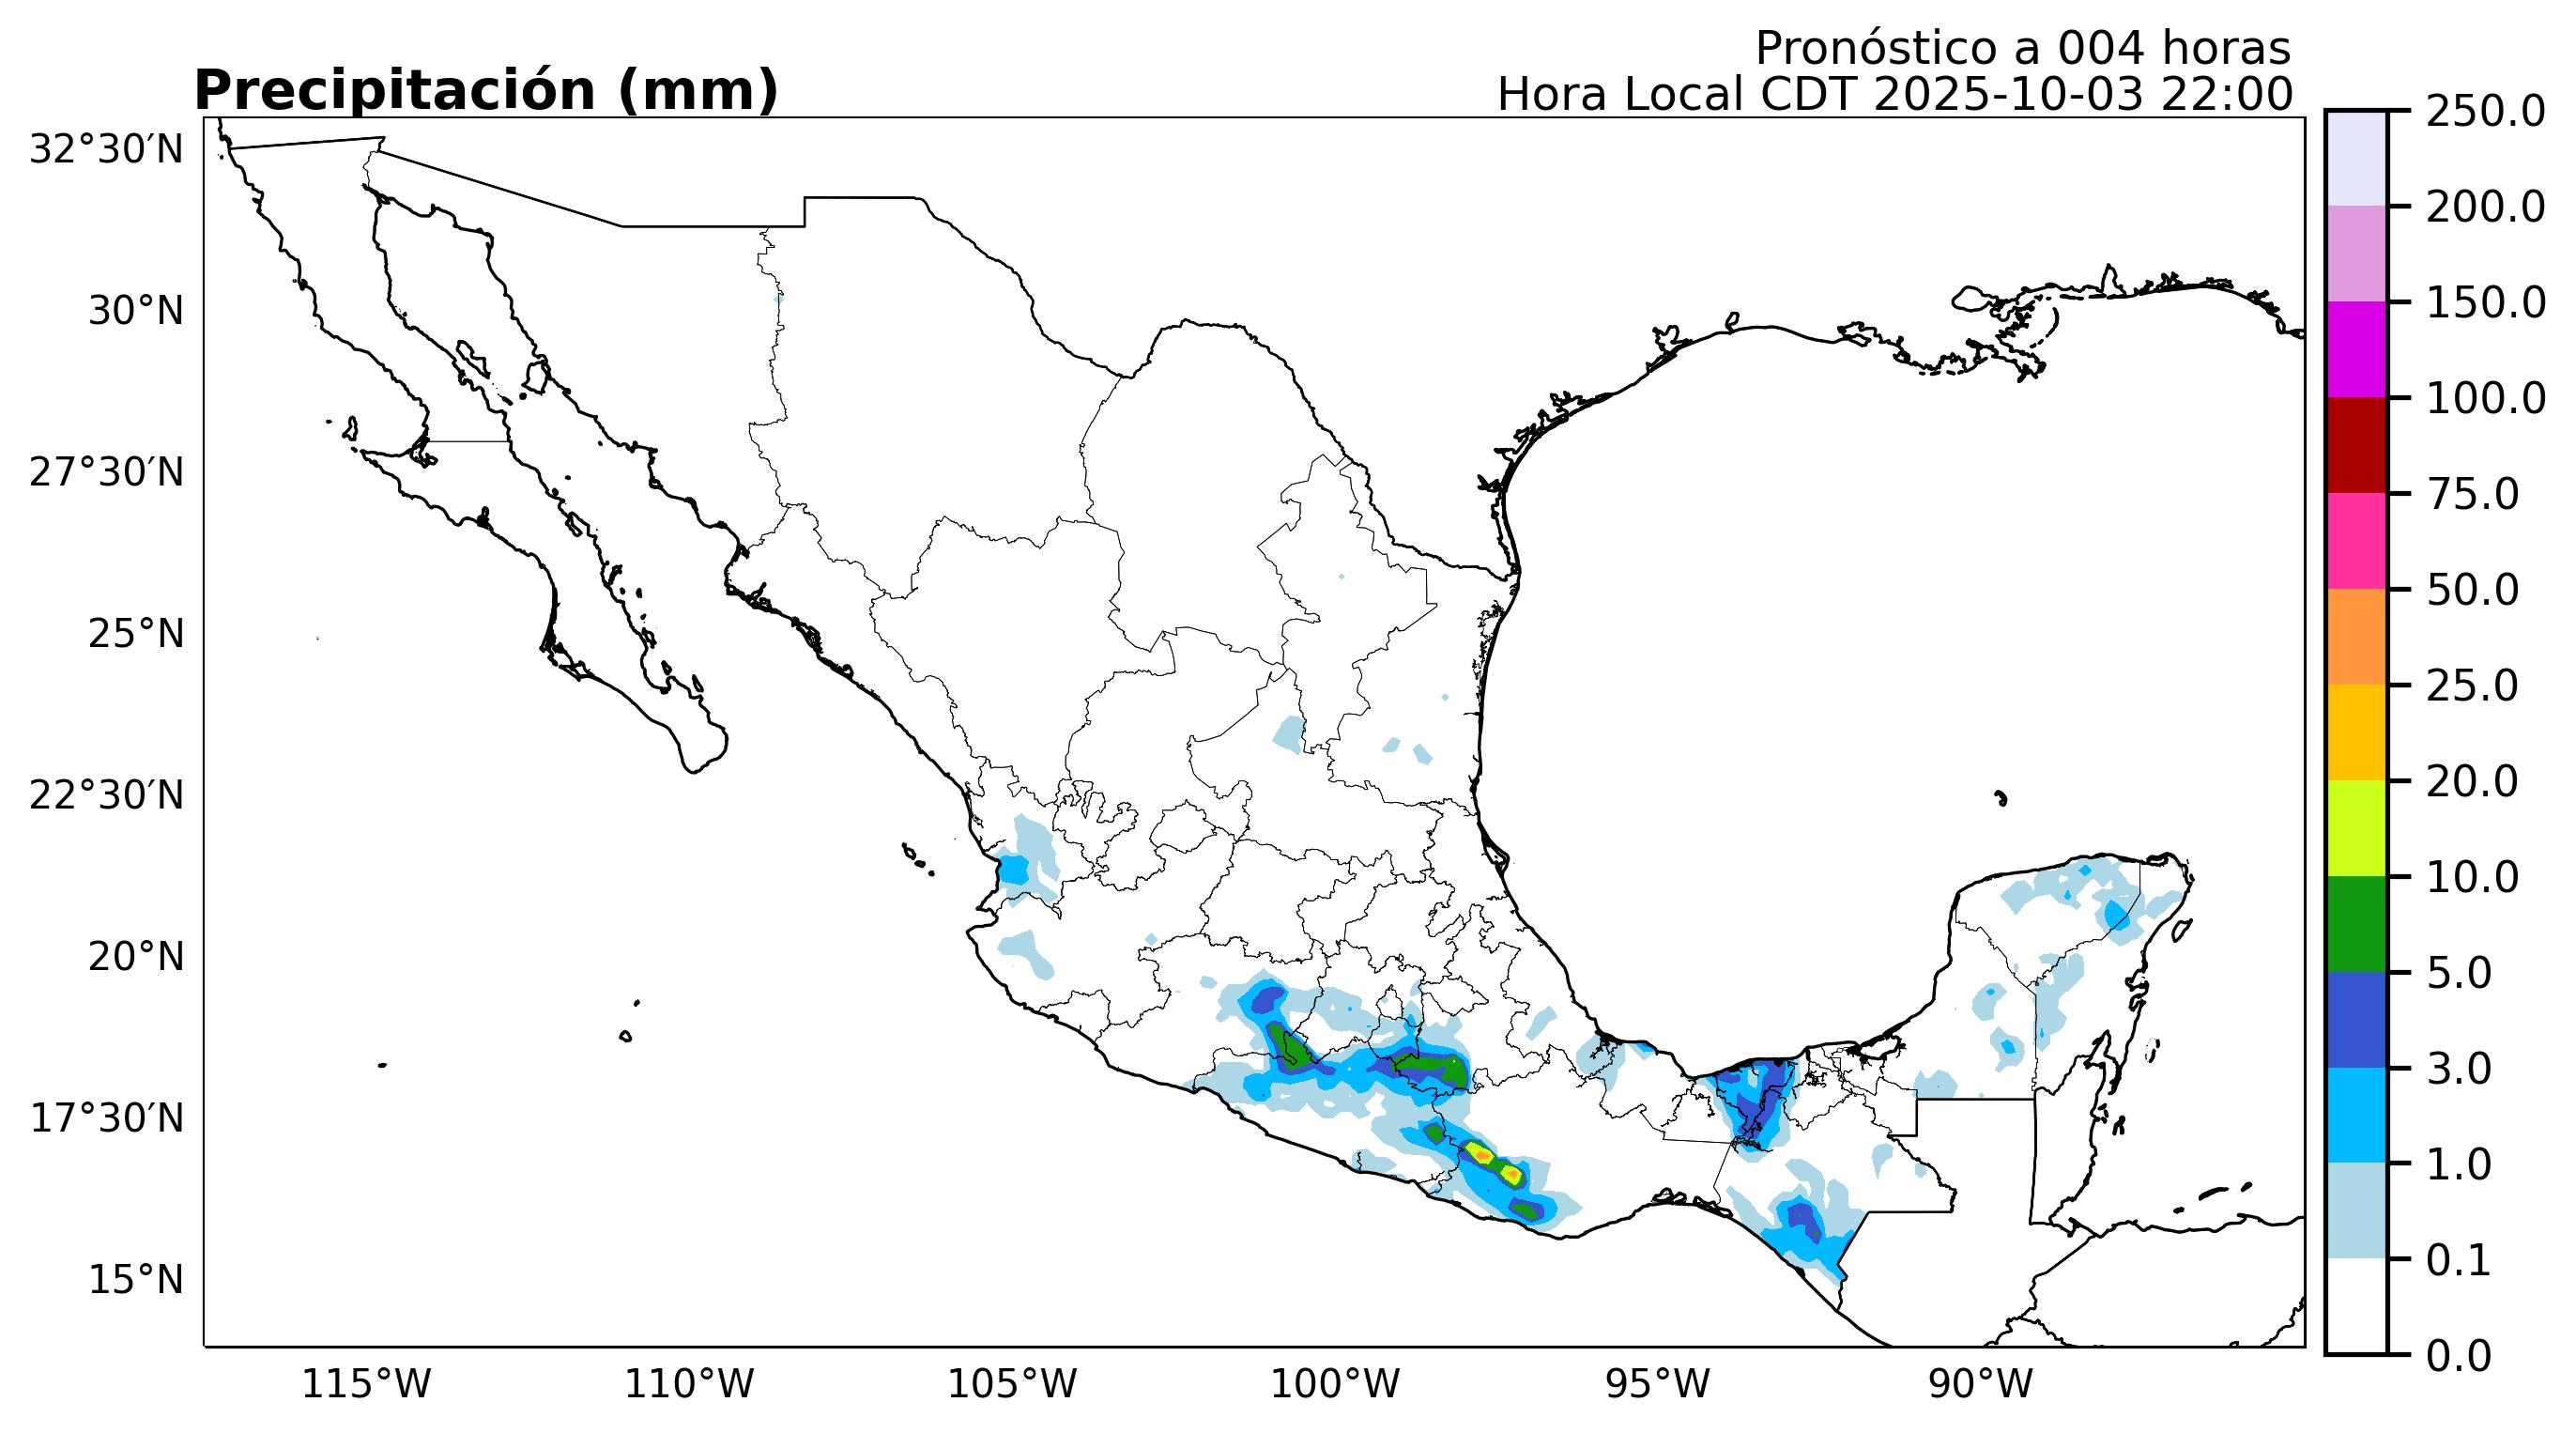 Pronóstico a 004 horas
Precipitación (mm)
Hora Local CDT 2025-10-03 22:00
32°30′N
30°N
27°30′N
25°N
22°30′N
20°N
17°30′N
15°N
115°W
110°W
105°W
100°W
95°W
90°W
250.0
200.0
150.0
100.0
75.0
50.0
25.0
20.0
10.0
5.0
3.0
1.0
0.1
0.0